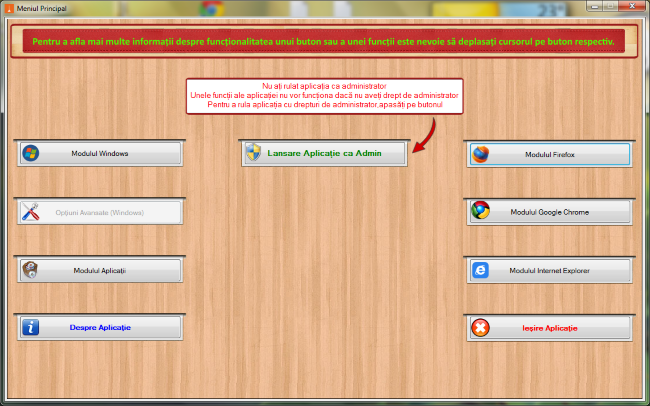 Meniul Principal
23°
Pentru a afla mai multe informații despre funcționalitatea unui buton sau a unei funcții este nevoie să deplasați cursorul pe buton respectiv.
Nu ați rulat aplicația ca administrator
Unele funcții ale aplicației nu vor funcționa dacă nu aveți drept de administrator
Pentru a rula aplicația cu drepturi de administrator,apasăți pe butonul
Modulul Windows
Lansare Aplicație ca Admin
Modulul Firefox
Opțiuni Avansate (Windows)
Modulul Google Chrome
Modulul Aplicații
Modulul Internet Explorer
Despre Aplicație
Ieșire Aplicație